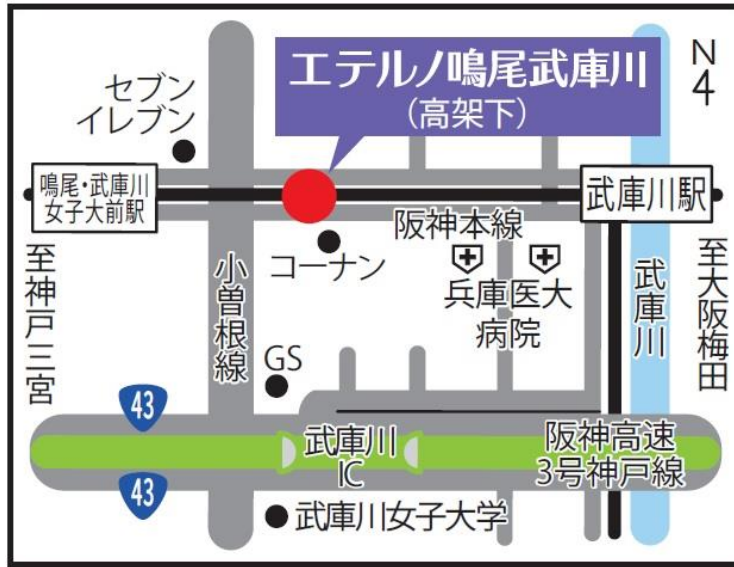 エテルノ鳴尾武庫川
(高架下)
N
4
セブン
イレブン
鳴尾・武庫川
女子大前駅
武庫川駅
阪神本線
コーナン
兵庫医大
病院
至神戸三宮
小曽根線
武庫川
至大阪梅田
GS
43
武庫川
IC
阪神高速
3号神戸線
43
武庫川女子大学